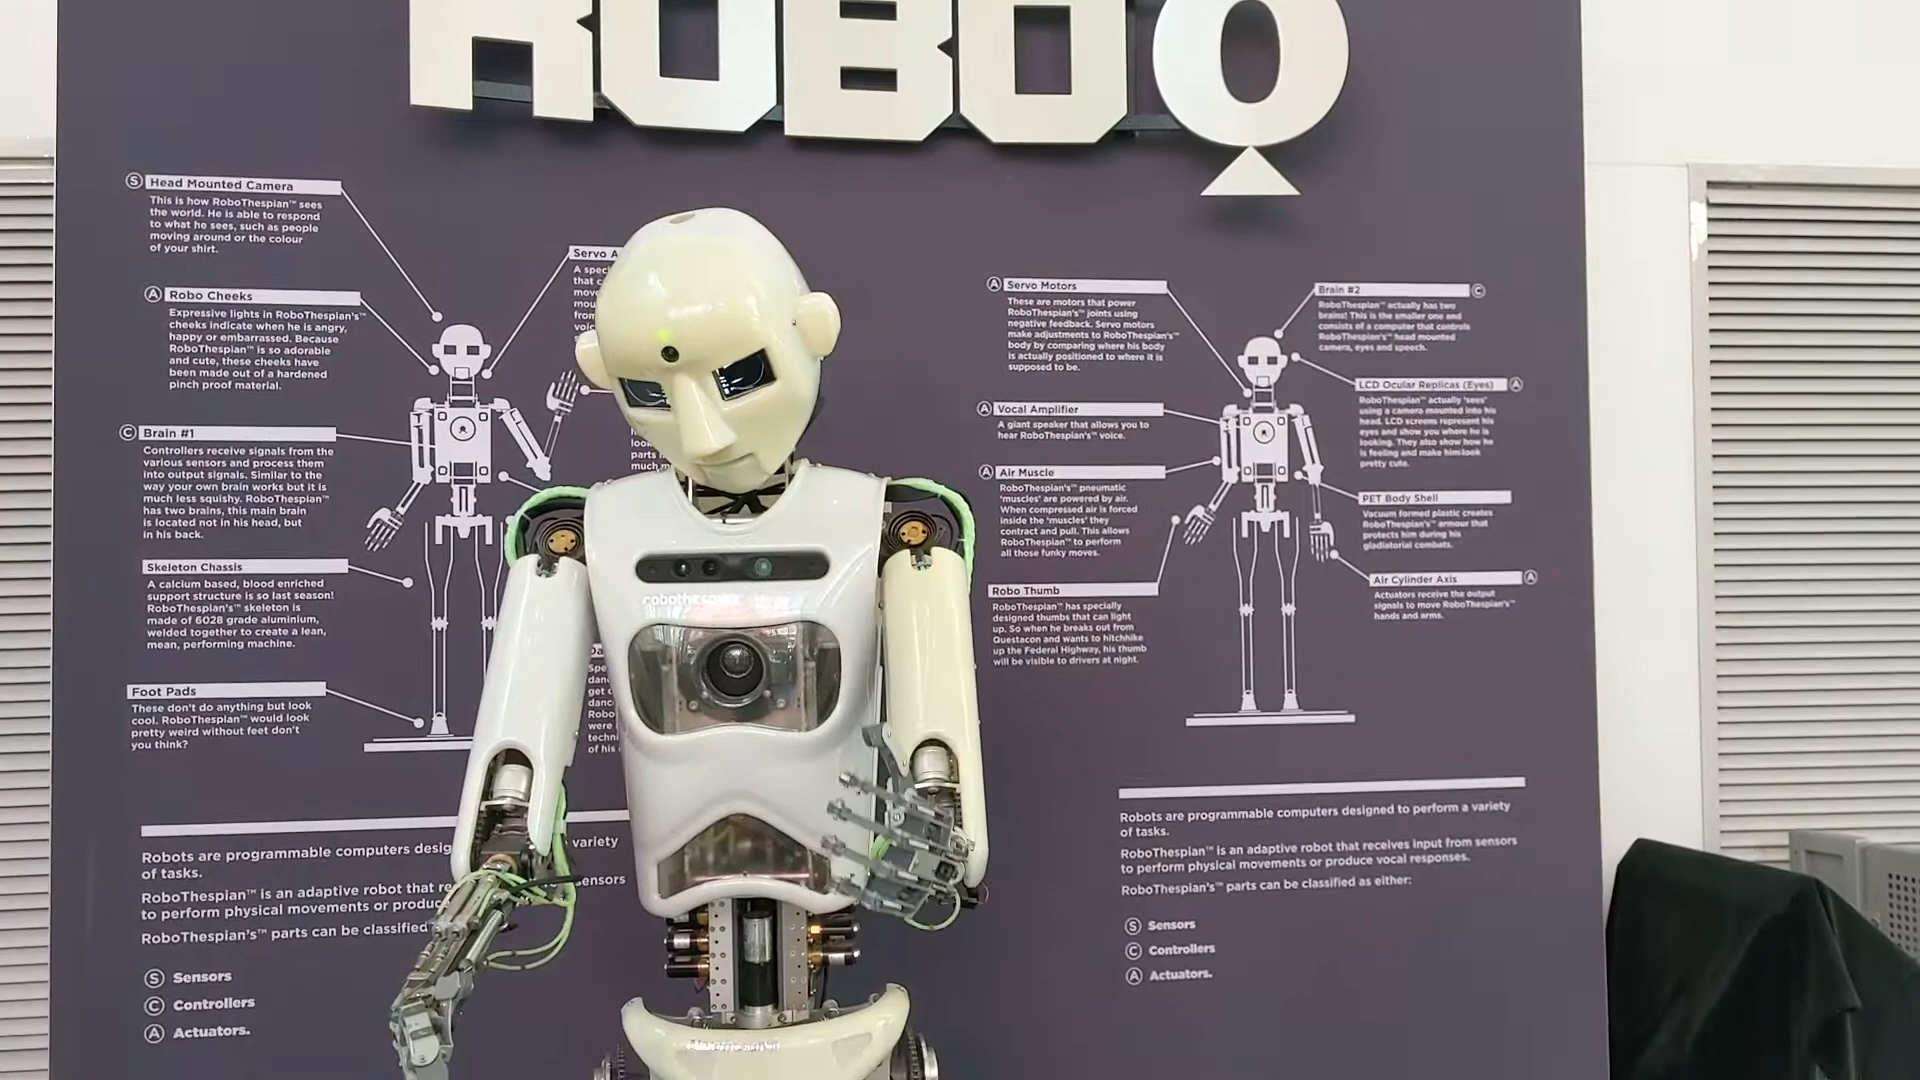 ROBO
Q
S Head Mounted Camera
This is how RoboThespian™ sees
the world. He is able to respond
to what he sees, such as people
moving around or the colour
of your shirt.
A Robo Cheeks
Expressive lights in RoboThespian's™
cheeks indicate when he is angry,
happy or embarrassed. Because
RoboThespian™ is so adorable
and cute, these cheeks have
been made out of a hardened
pinch proof material.
C Brain #1
Controllers receive signals from the
various sensors and process them
into output signals. Similar to the
way your own brain works but it is
much less squishy. RoboThespian™
has two brains, this main brain
is located not in his head, but
in his back.
Skeleton Chassis
A calcium based, blood enriched
support structure is so last season!
RoboThespian's™ skeleton is
made of 6028 grade aluminium,
welded together to create a lean,
mean, performing machine.
Foot Pads
These don't do anything but look
cool. RoboThespian™ would look
pretty weird without feet don't
you think?
Servo
A
that
from
parts
much
get
were
of his
Robots are programmable computers
variety
of tasks.
RoboThespian™ is an adaptive robot that
sensors
to perform physical movements or
RoboThespian's™ parts can be classified
S Sensors
C Controllers
A Actuators.
robothespian
A Servo Motors
These are motors that power
RoboThespian's™ joints using
negative feedback. Servo motors
make adjustments to RoboThespian's™
body by comparing where his body
is actually positioned to where it is
supposed to be.
A Vocal Amplifier
A giant speaker that allows you to
hear RoboThespian's™ voice.
A Air Muscle
RoboThespian's™ pneumatic
'muscles' are powered by air.
When compressed air is forced
inside the 'muscles' they
contract and pull. This allows
RoboThespian™ to perform
all those funky moves.
Robo Thumb
RoboThespian™ has specially
designed thumbs that can light
up. So when he breaks out from
Questacon and wants to hitchhike
up the Federal Highway, his thumb
will be visible to drivers at night.
Brain #2 C
RoboThespian™ actually has two
brains! This is the smaller one and
consists of a computer that controls
RoboThespian's™ head mounted
camera, eyes and speech.
LCD Ocular Replicas (Eyes) A
RoboThespian™ actually 'sees'
using a camera mounted into his
head. LCD screens represent his
eyes and show you where he is
looking. They also show how he
is feeling and make him look
pretty cute.
PET Body Shell
Vacuum formed plastic creates
RoboThespian's™ armour that
protects him during his
gladiatorial combats.
Air Cylinder Axis A
Actuators receive the output
signals to move RoboThespian's™
hands and arms.
Robots are programmable computers designed to perform a variety
of tasks.
RoboThespian™ is an adaptive robot that receives input from sensors
to perform physical movements or produce vocal responses.
RoboThespian's™ parts can be classified as either:
S Sensors
C Controllers
A Actuators.